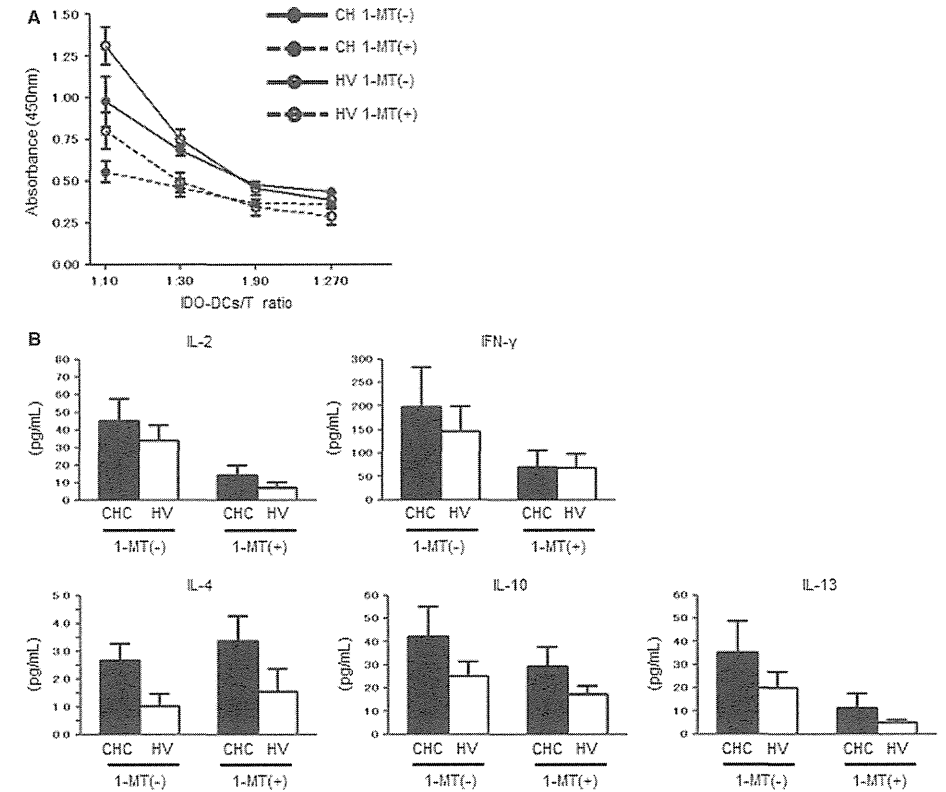 A
CH 1-MT(-)
CH 1-MT(+)
HV 1-MT(-)
HV 1-MT(+)
Absorbance (450nm)
1.50
1.25
1.00
0.75
0.50
0.25
0.00
1:10 1:30 1:90 1:270
IDO-DCs/T ratio
B
IL-2
(pg/mL)
80
70
60
50
40
30
20
10
0
CHC HV CHC HV
1-MT(-) 1-MT(+)
IFN-γ
(pg/mL)
300
250
200
150
100
50
0
CHC HV CHC HV
1-MT(-) 1-MT(+)
IL-4
(pg/mL)
5.0
4.0
3.0
2.0
1.0
0.0
CHC HV CHC HV
1-MT(-) 1-MT(+)
IL-10
(pg/mL)
60
50
40
30
20
10
0
CHC HV CHC HV
1-MT(-) 1-MT(+)
IL-13
(pg/mL)
60
50
40
30
20
10
0
CHC HV CHC HV
1-MT(-) 1-MT(+)